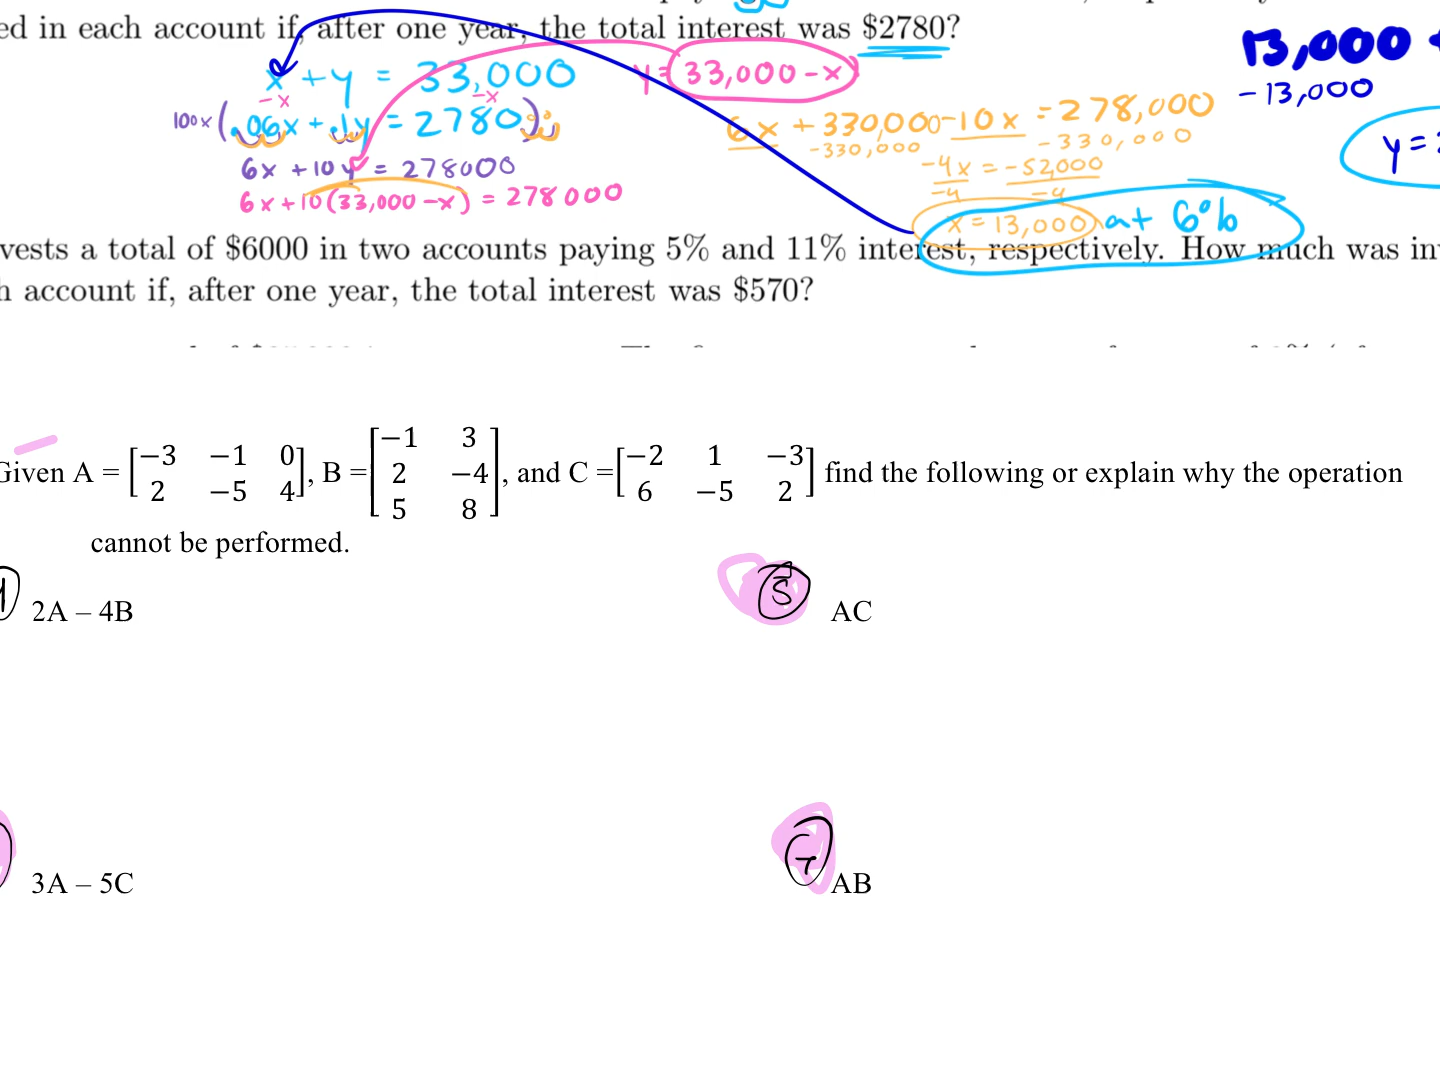 ed in each account if, after one year, the total interest was $2780?
x + y = 33,000
-x -x
y = 33,000 - x
13,000
- 13,000
100x ( .06x + .1y = 2780 )
6x + 330,000 - 10x = 278,000
-330,000 -330,000
y =
6x + 10y = 278000
-4x = -52,000
-4 -4
6x + 10(33,000 - x) = 278000
x = 13,000 at 6%
vests a total of $6000 in two accounts paying 5% and 11% interest, respectively. How much was in
h account if, after one year, the total interest was $570?
Given A = [−3 −1 0; 2 −5 4], B = [−1 3; 2 −4; 5 8], and C = [−2 1 −3; 6 −5 2] find the following or explain why the operation
cannot be performed.
2A – 4B
5 AC
3A – 5C
7 AB